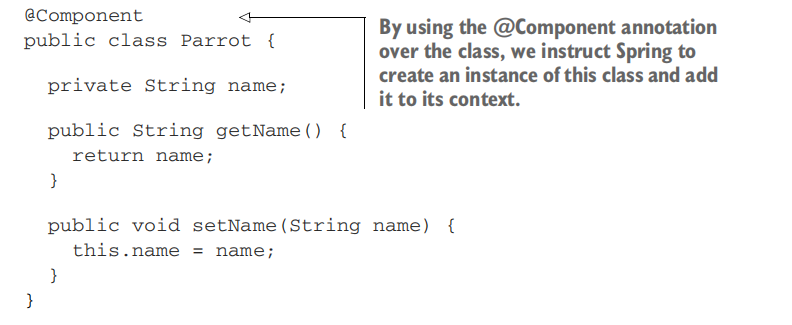 @Component
public class Parrot {
private String name;
public String getName() {
return name;
}
public void setName(String name) {
this.name = name;
}
}
By using the @Component annotation
over the class, we instruct Spring to
create an instance of this class and add
it to its context.